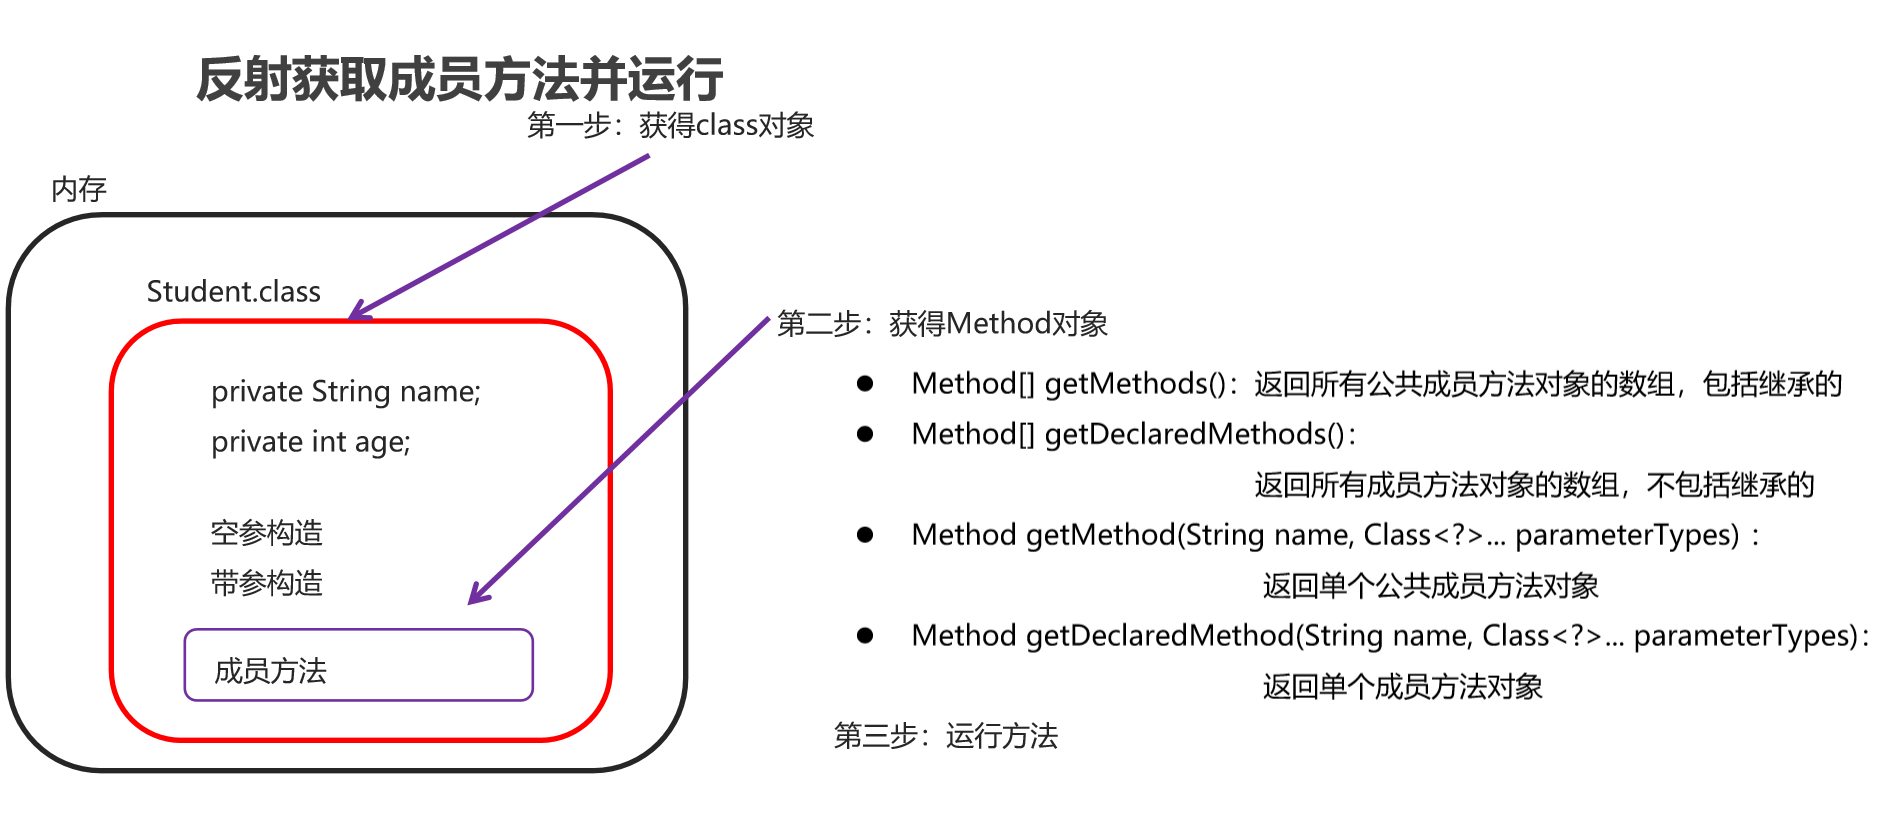 反射获取成员方法并运行
第一步：获得class对象
内存
Student.class
private String name;
private int age;
空参构造
带参构造
成员方法
第二步：获得Method对象
● Method[] getMethods()：返回所有公共成员方法对象的数组，包括继承的
● Method[] getDeclaredMethods()：
返回所有成员方法对象的数组，不包括继承的
● Method getMethod(String name, Class<?>... parameterTypes) ：
返回单个公共成员方法对象
● Method getDeclaredMethod(String name, Class<?>... parameterTypes)：
返回单个成员方法对象
第三步：运行方法